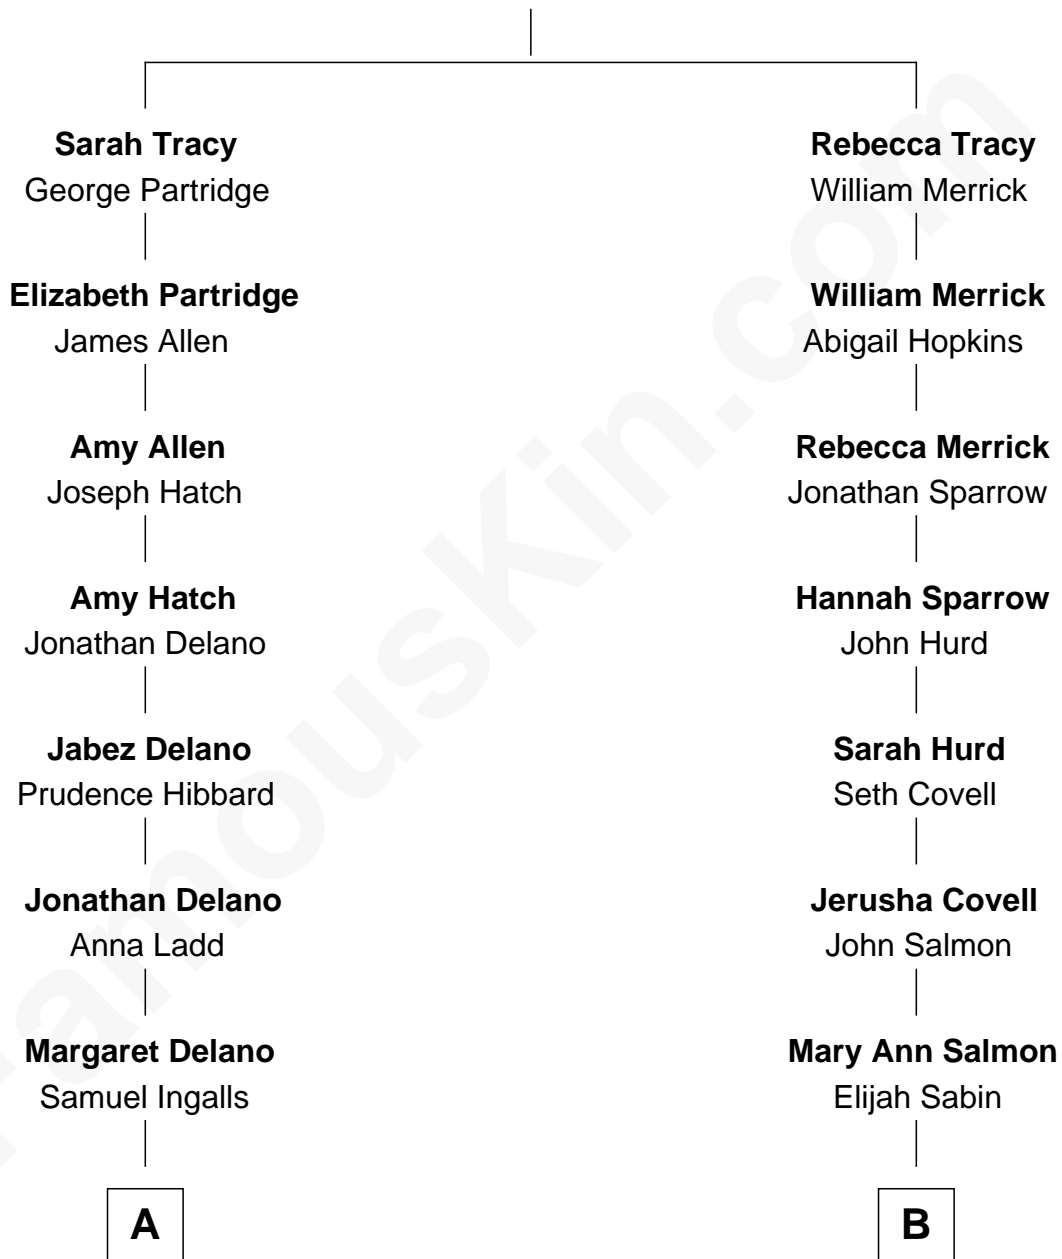 Sarah Tracy
George Partridge
Elizabeth Partridge
James Allen
Amy Allen
Joseph Hatch
Amy Hatch
Jonathan Delano
Jabez Delano
Prudence Hibbard
Jonathan Delano
Anna Ladd
Margaret Delano
Samuel Ingalls
A
Rebecca Tracy
William Merrick
William Merrick
Abigail Hopkins
Rebecca Merrick
Jonathan Sparrow
Hannah Sparrow
John Hurd
Sarah Hurd
Seth Covell
Jerusha Covell
John Salmon
Mary Ann Salmon
Elijah Sabin
B
FamousKin.com